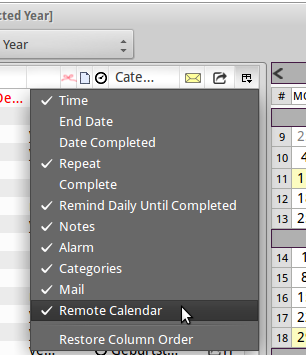 cted Year]
Year
De...
Cate...
Time
End Date
Date Completed
Repeat
Complete
Remind Daily Until Completed
Notes
Alarm
Categories
Mail
Remote Calendar
Restore Column Order
# MO
9 2
10 4
11 1
12 1
13 2
14 1
15 8
16 1
17 2
18 2